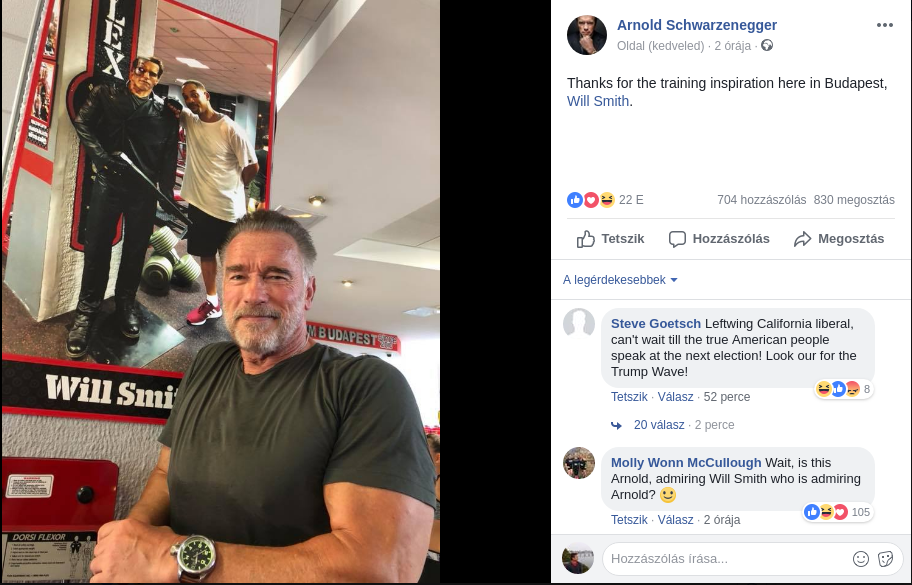 LEX
Will Smi
M BUDAPEST
DORSI FLEXOR
Arnold Schwarzenegger
Oldal (kedveled) · 2 órája ·
Thanks for the training inspiration here in Budapest,
Will Smith.
22 E
704 hozzászólás 830 megosztás
Tetszik Hozzászólás Megosztás
A legérdekesebbek
Steve Goetsch Leftwing California liberal,
can't wait till the true American people
speak at the next election! Look our for the
Trump Wave!
8
Tetszik · Válasz · 52 perce
20 válasz · 2 perce
Molly Wonn McCullough Wait, is this
Arnold, admiring Will Smith who is admiring
Arnold?
105
Tetszik · Válasz · 2 órája
Hozzászólás írása...